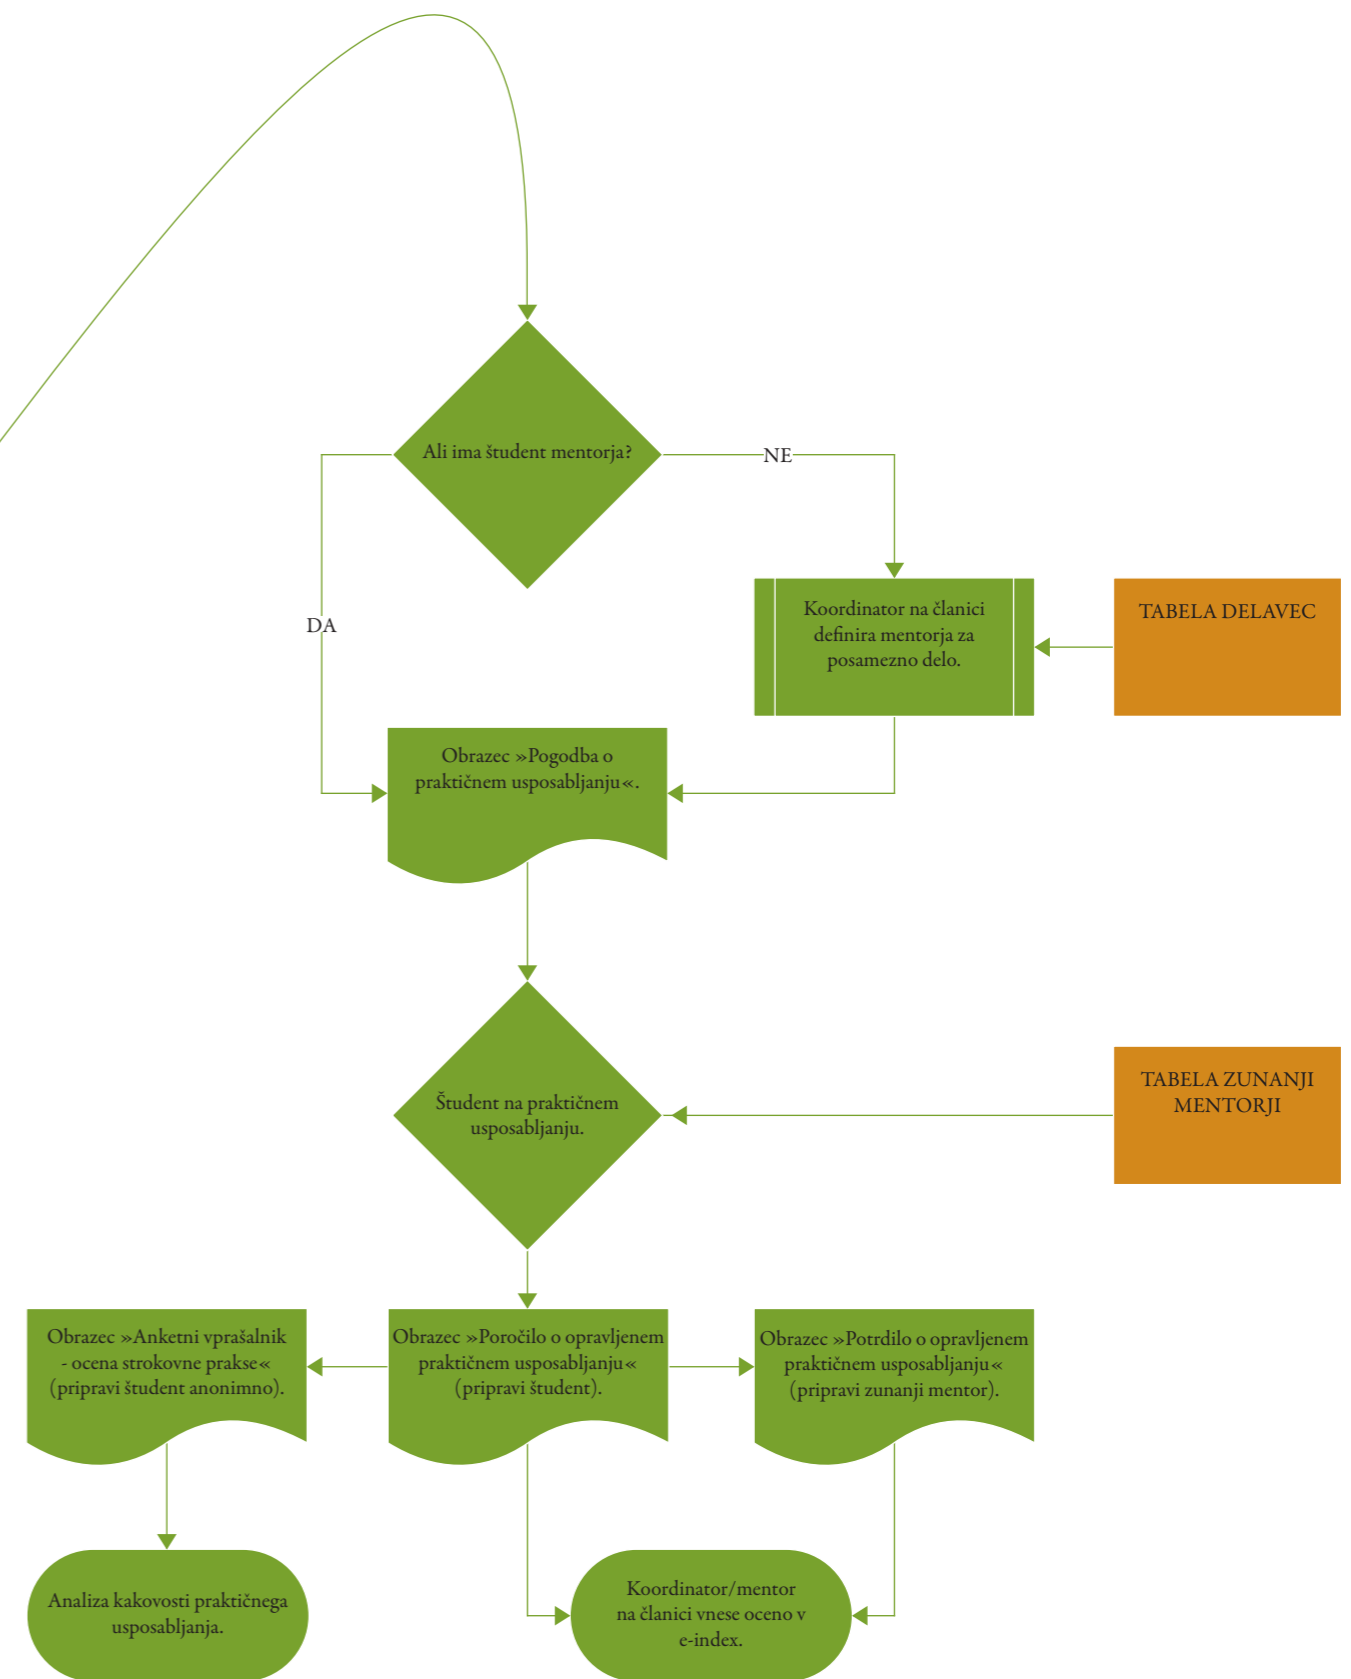 Ali ima študent mentorja?
NE
DA
Koordinator na članici
definira mentorja za
posamezno delo.
TABELA DELAVEC
Obrazec »Pogodba o
praktičnem usposabljanju«.
Študent na praktičnem
usposabljanju.
TABELA ZUNANJI
MENTORJI
Obrazec »Anketni vprašalnik
- ocena strokovne prakse«
(pripravi študent anonimno).
Obrazec »Poročilo o opravljenem
praktičnem usposabljanju«
(pripravi študent).
Obrazec »Potrdilo o opravljenem
praktičnem usposabljanju«
(pripravi zunanji mentor).
Analiza kakovosti praktičnega
usposabljanja.
Koordinator/mentor
na članici vnese oceno v
e-index.